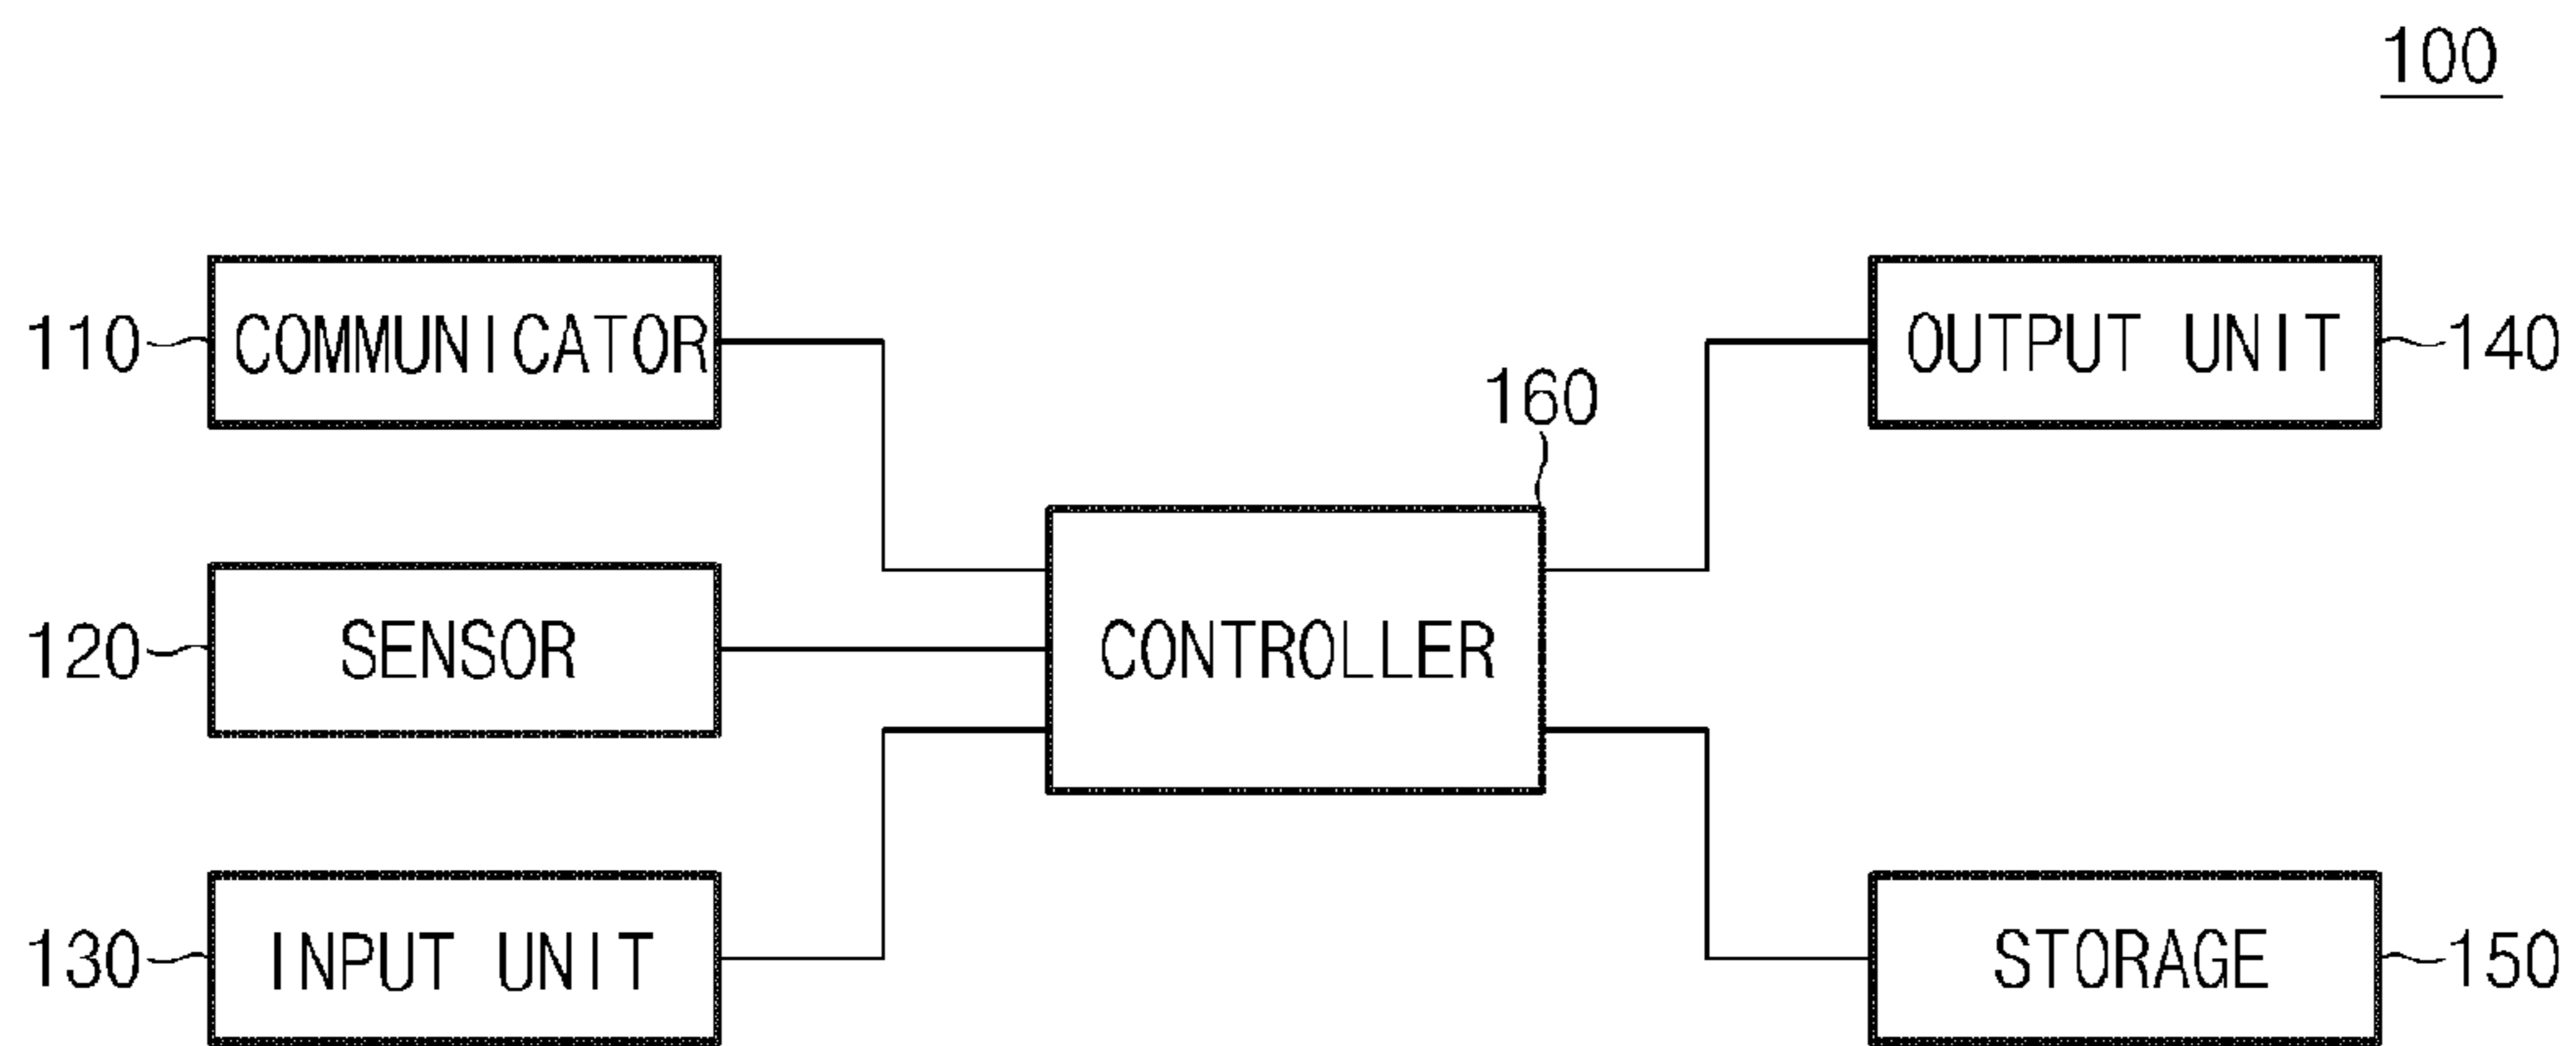 100
110 COMMUNICATOR
OUTPUT UNIT 140
160
120 SENSOR
CONTROLLER
130 INPUT UNIT
STORAGE 150